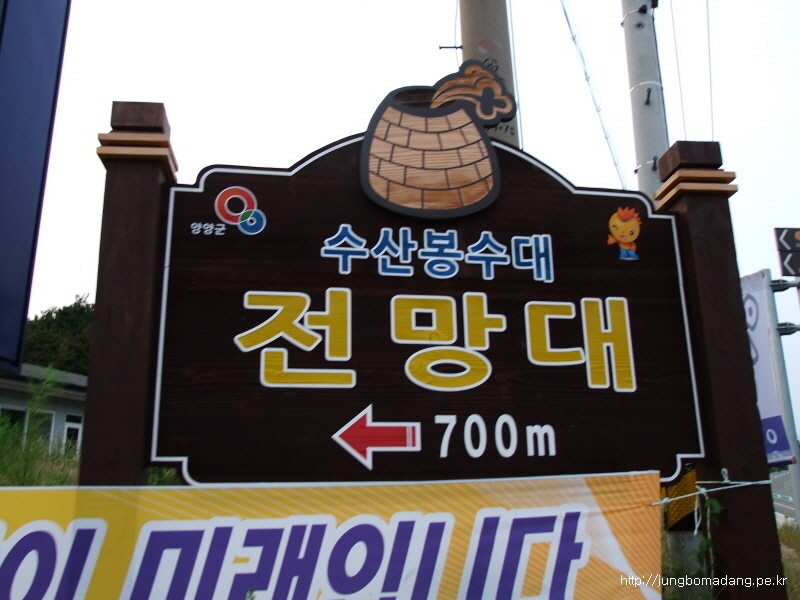 양양군
수산봉수대
전망대
700m
의 미래입니다
http://jungbomadang.pe.kr